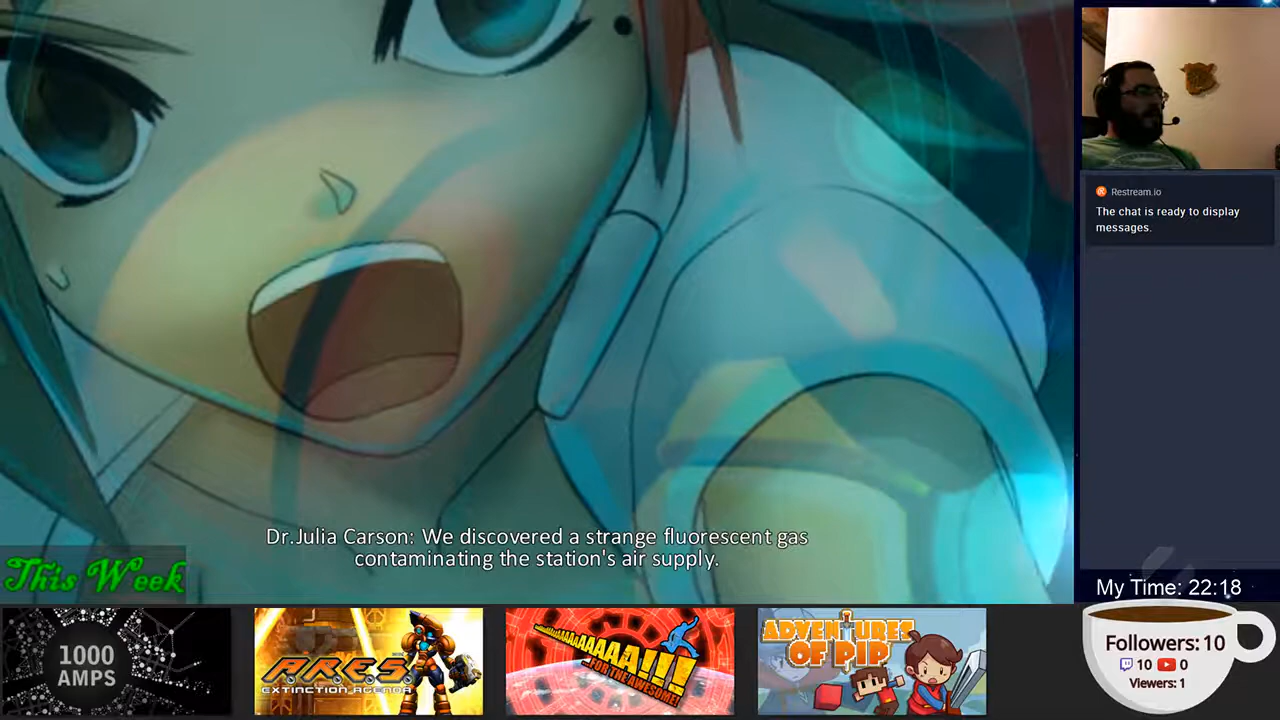 Restream.io
The chat is ready to display
messages.
Dr.Julia Carson: We discovered a strange fluorescent gas
contaminating the station's air supply.
This Week
My Time: 22:18
1000
AMPS
ARES
EXTINCTION AGENDA
...FOR THE AWESOME!
ADVENTURES
OF PIP
Followers: 10
10 0
Viewers: 1